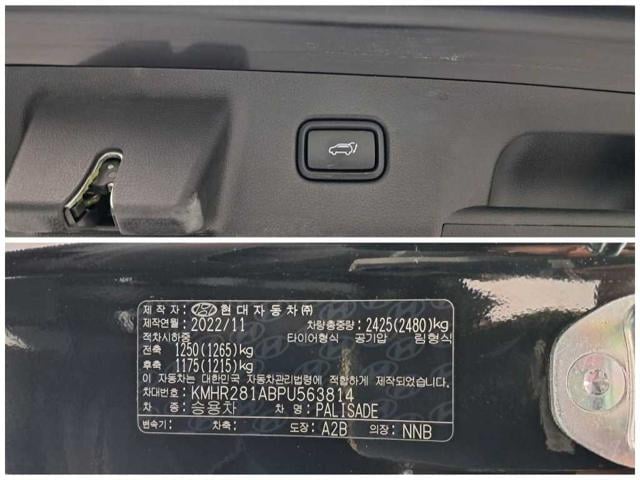 제작자: 현대자동차㈜
제작연월: 2022/11 차량총중량: 2425(2480)kg
적차시하중 타이어형식 공기압 림형식
전축 1250(1265)kg
후축 1175(1215)kg
이 자동차는 대한민국 자동차관리법령에 적합하게 제작되었음.
차대번호: KMHR281ABPU563814
차종: 승용차 차명: PALISADE
변속기: 차축: 도장: A2B 의장: NNB